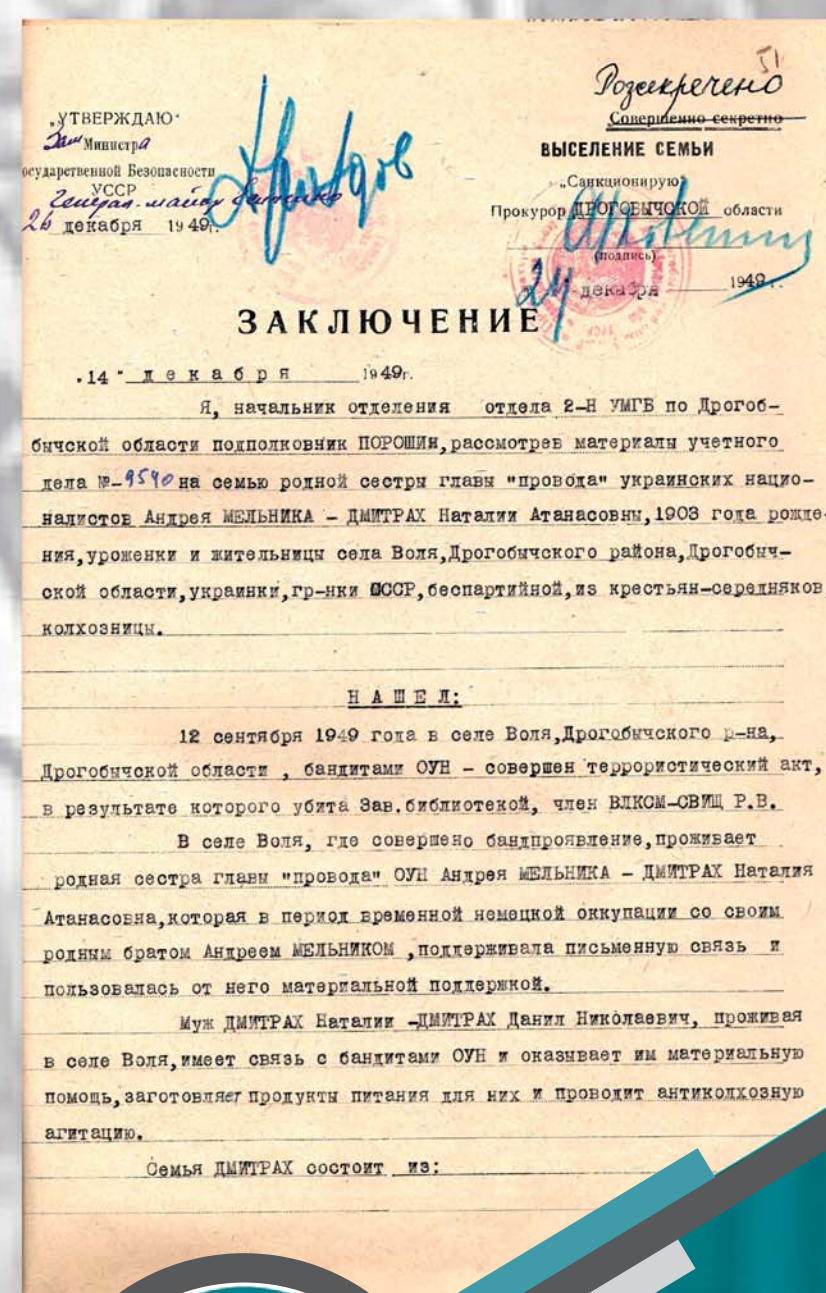 51
Розсекречено
Совершенно секретно
„УТВЕРЖДАЮ"
Зам Министра
осударственной Безопасности
УССР
генерал-майор
26 декабря 1949г.
ВЫСЕЛЕНИЕ СЕМЬИ
„Санкционирую"
Прокурор ДРОГОБЫЧСКОЙ области
(подпись)
24 декабря 1949г.
ЗАКЛЮЧЕНИЕ
„14" декабря 1949г.
Я, начальник отделения отдела 2-Н УМГБ по Дрогоб-
бычской области подполковник ПОРОШИН, рассмотрев материалы учетного
дела №-9540 на семью родной сестры главы "провода" украинских нацио-
налистов Андрея МЕЛЬНИКА - ДМИТРАХ Наталии Атанасовны, 1903 года рожде-
ния, уроженки и жительницы села Воля, Дрогобычского района, Дрогобыч-
ской области, украинки, гр-нки СССР, беспартийной, из крестьян-середняков
колхозницы.
НАШЕЛ:
12 сентября 1949 года в селе Воля, Дрогобычского р-на,
Дрогобычской области , бандитами ОУН - совершен террористический акт,
в результате которого убита Зав.библиотекой, член ВЛКСМ-СВИЩ Р.В.
В селе Воля, где совершено бандпроявление, проживает
родная сестра главы "провода" ОУН Андрея МЕЛЬНИКА - ДМИТРАХ Наталия
Атанасовна, которая в период временной немецкой оккупации со своим
родным братом Андреем МЕЛЬНИКОМ ,поддерживала письменную связь и
пользовалась от него материальной поддержкой.
Муж ДМИТРАХ Наталии -ДМИТРАХ Данил Николаевич, проживая
в селе Воля, имеет связь с бандитами ОУН и оказывает им материальную
помощь, заготовляет продукты питания для них и проводит антиколхозную
агитацию.
Семья ДМИТРАХ состоит из: